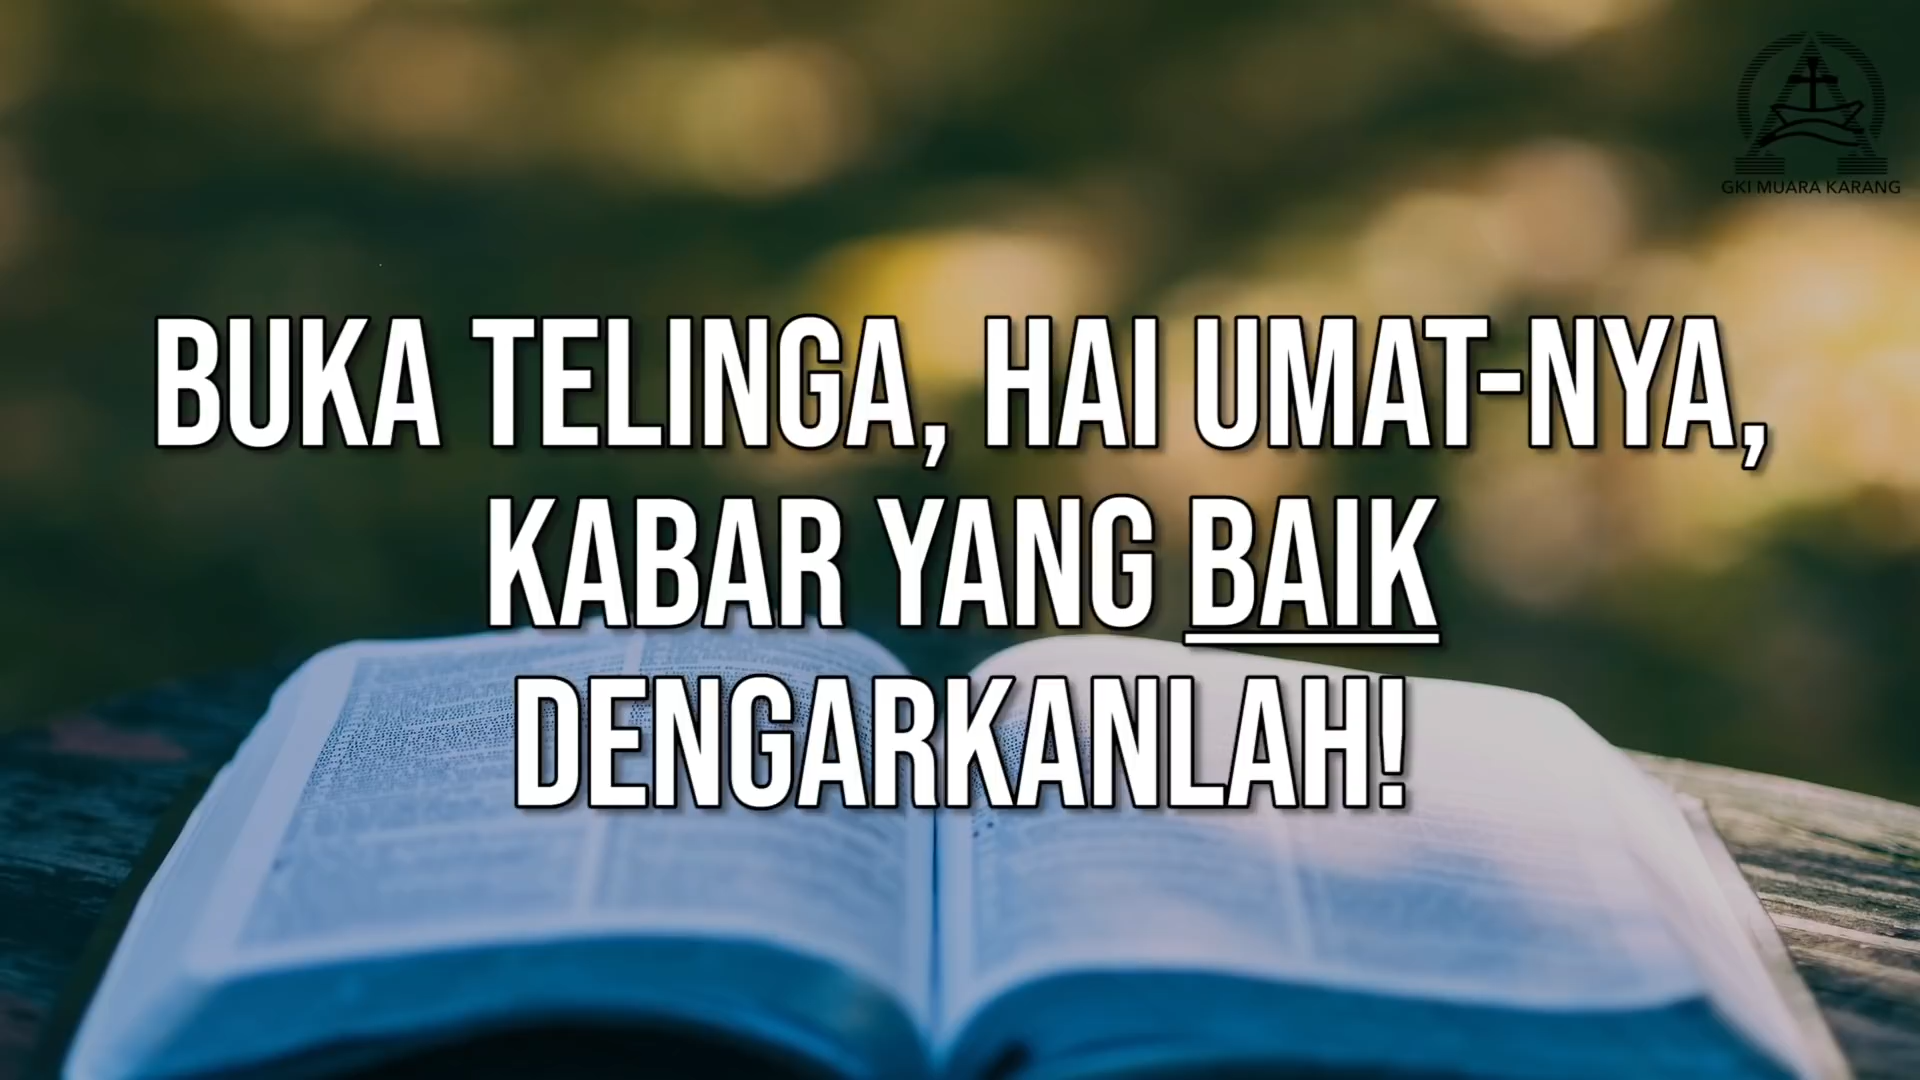 GKI MUARA KARANG
BUKA TELINGA, HAI UMAT-NYA,
KABAR YANG BAIK
DENGARKANLAH!